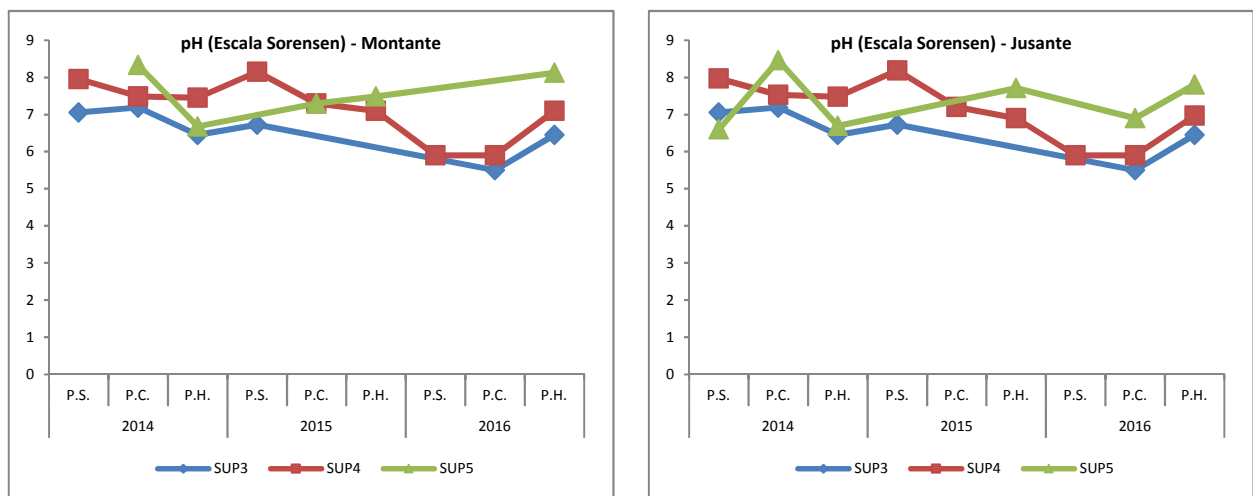 pH (Escala Sorensen) - Montante
9
8
7
6
5
4
3
2
1
0
P.S. P.C. P.H. P.S. P.C. P.H. P.S. P.C. P.H.
2014 2015 2016
SUP3 SUP4 SUP5
pH (Escala Sorensen) - Jusante
9
8
7
6
5
4
3
2
1
0
P.S. P.C. P.H. P.S. P.C. P.H. P.S. P.C. P.H.
2014 2015 2016
SUP3 SUP4 SUP5